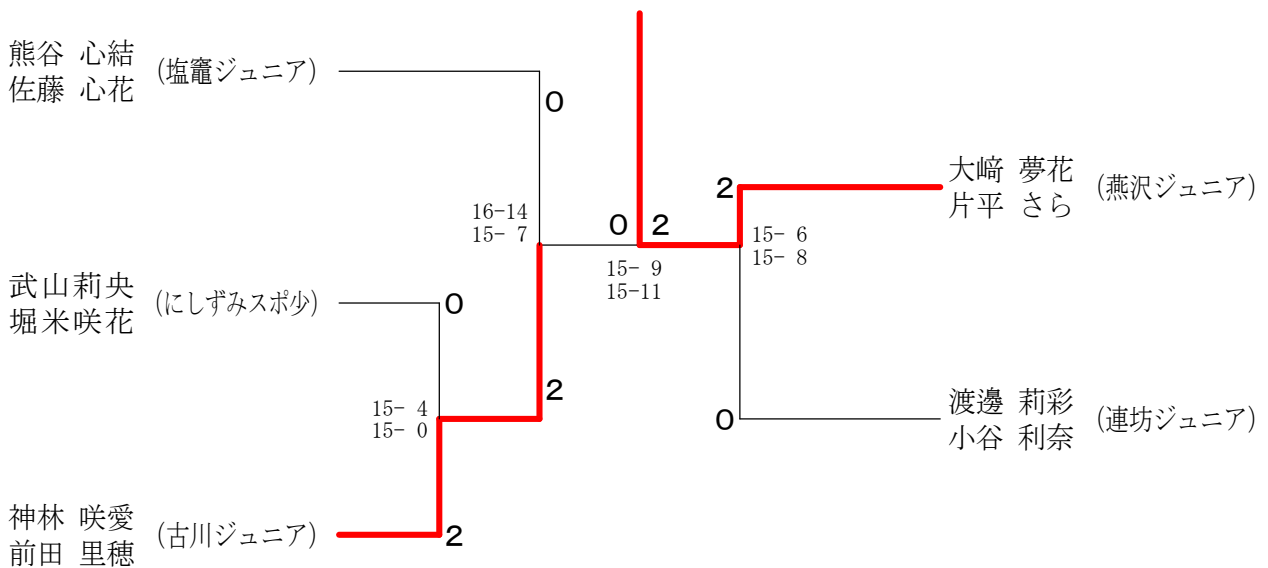 熊谷 心結
佐藤 心花
(塩竈ジュニア)
0
大﨑 夢花
片平 さら
(燕沢ジュニア)
2
16-14
15- 7
0 2
15- 6
15- 8
15- 9
15-11
武山莉央
堀米咲花
(にしずみスポ少)
0
2
15- 4
15- 0
渡邊 莉彩
小谷 利奈
(連坊ジュニア)
0
神林 咲愛
前田 里穂
(古川ジュニア)
2